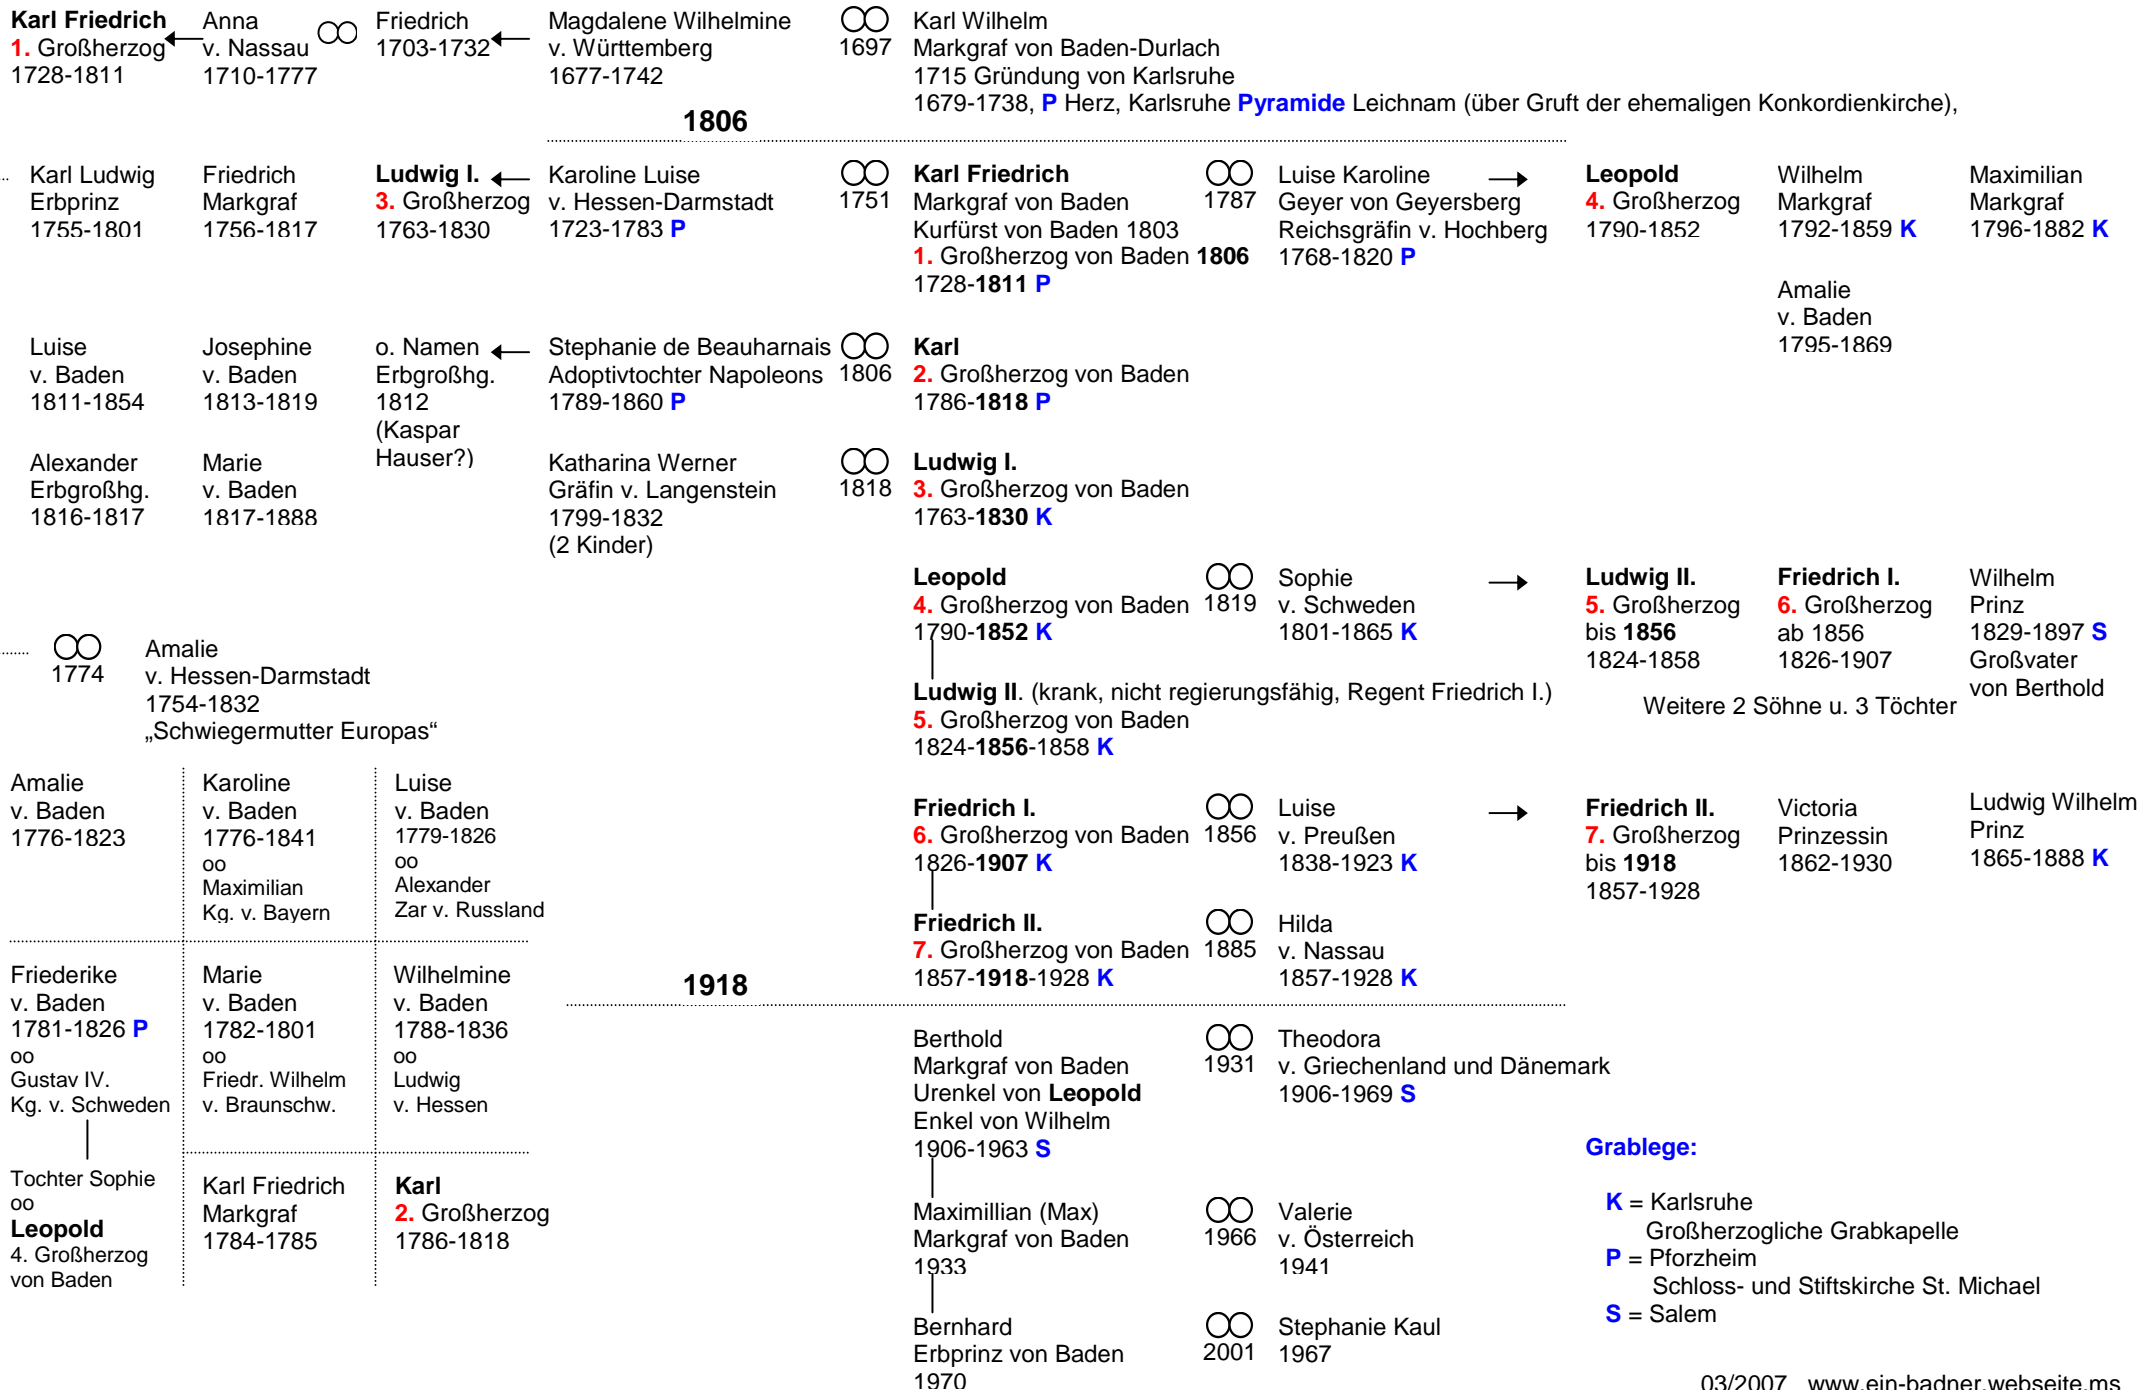 Karl Friedrich
1. Großherzog
1728-1811
Anna
v. Nassau
1710-1777
Friedrich
1703-1732
Magdalene Wilhelmine
v. Württemberg
1677-1742
1697
Karl Wilhelm
Markgraf von Baden-Durlach
1715 Gründung von Karlsruhe
1679-1738, P Herz, Karlsruhe Pyramide Leichnam (über Gruft der ehemaligen Konkordienkirche),
1806
Karl Ludwig
Erbprinz
1755-1801
Friedrich
Markgraf
1756-1817
Ludwig I.
3. Großherzog
1763-1830
Karoline Luise
v. Hessen-Darmstadt
1723-1783 P
1751
Karl Friedrich
Markgraf von Baden
Kurfürst von Baden 1803
1. Großherzog von Baden 1806
1728-1811 P
1787
Luise Karoline
Geyer von Geyersberg
Reichsgräfin v. Hochberg
1768-1820 P
Leopold
4. Großherzog
1790-1852
Wilhelm
Markgraf
1792-1859 K
Maximilian
Markgraf
1796-1882 K
Amalie
v. Baden
1795-1869
Luise
v. Baden
1811-1854
Josephine
v. Baden
1813-1819
o. Namen
Erbgroßhg.
1812
(Kaspar
Hauser?)
Stephanie de Beauharnais
Adoptivtochter Napoleons
1789-1860 P
1806
Karl
2. Großherzog von Baden
1786-1818 P
Alexander
Erbgroßhg.
1816-1817
Marie
v. Baden
1817-1888
Katharina Werner
Gräfin v. Langenstein
1799-1832
(2 Kinder)
1818
Ludwig I.
3. Großherzog von Baden
1763-1830 K
Leopold
4. Großherzog von Baden
1790-1852 K
1819
Sophie
v. Schweden
1801-1865 K
Ludwig II.
5. Großherzog
bis 1856
1824-1858
Friedrich I.
6. Großherzog
ab 1856
1826-1907
Wilhelm
Prinz
1829-1897 S
Großvater
von Berthold
Weitere 2 Söhne u. 3 Töchter
1774
Amalie
v. Hessen-Darmstadt
1754-1832
„Schwiegermutter Europas“
Ludwig II. (krank, nicht regierungsfähig, Regent Friedrich I.)
5. Großherzog von Baden
1824-1856-1858 K
Amalie
v. Baden
1776-1823
Karoline
v. Baden
1776-1841
oo
Maximilian
Kg. v. Bayern
Luise
v. Baden
1779-1826
oo
Alexander
Zar v. Russland
Friedrich I.
6. Großherzog von Baden
1826-1907 K
1856
Luise
v. Preußen
1838-1923 K
Friedrich II.
7. Großherzog
bis 1918
1857-1928
Victoria
Prinzessin
1862-1930
Ludwig Wilhelm
Prinz
1865-1888 K
Friedrich II.
7. Großherzog von Baden
1857-1918-1928 K
1885
Hilda
v. Nassau
1857-1928 K
1918
Friederike
v. Baden
1781-1826 P
oo
Gustav IV.
Kg. v. Schweden
Marie
v. Baden
1782-1801
oo
Friedr. Wilhelm
v. Braunschw.
Wilhelmine
v. Baden
1788-1836
oo
Ludwig
v. Hessen
Tochter Sophie
oo
Leopold
4. Großherzog
von Baden
Karl Friedrich
Markgraf
1784-1785
Karl
2. Großherzog
1786-1818
Berthold
Markgraf von Baden
Urenkel von Leopold
Enkel von Wilhelm
1906-1963 S
1931
Theodora
v. Griechenland und Dänemark
1906-1969 S
Maximillian (Max)
Markgraf von Baden
1933
1966
Valerie
v. Österreich
1941
Bernhard
Erbprinz von Baden
1970
2001
Stephanie Kaul
1967
Grablege:
K = Karlsruhe
Großherzogliche Grabkapelle
P = Pforzheim
Schloss- und Stiftskirche St. Michael
S = Salem
03/2007 www.ein-badner.webseite.ms